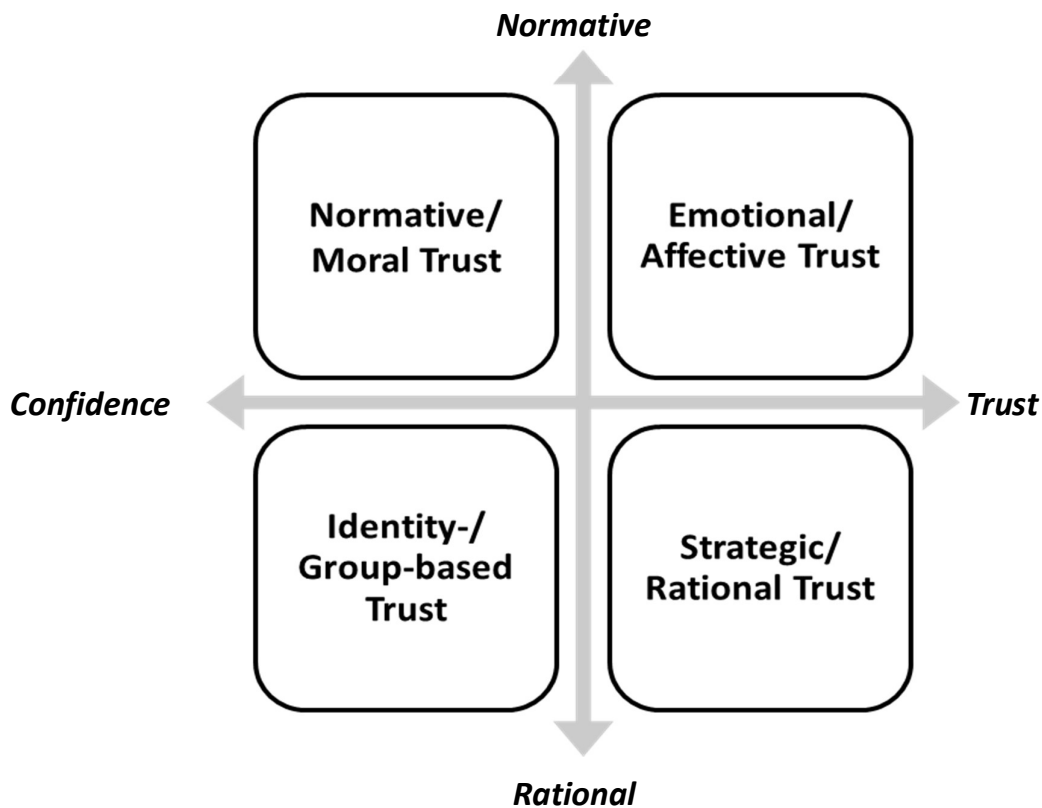 Normative
Normative/
Moral Trust
Emotional/
Affective Trust
Confidence
Trust
Identity-/
Group-based
Trust
Strategic/
Rational Trust
Rational